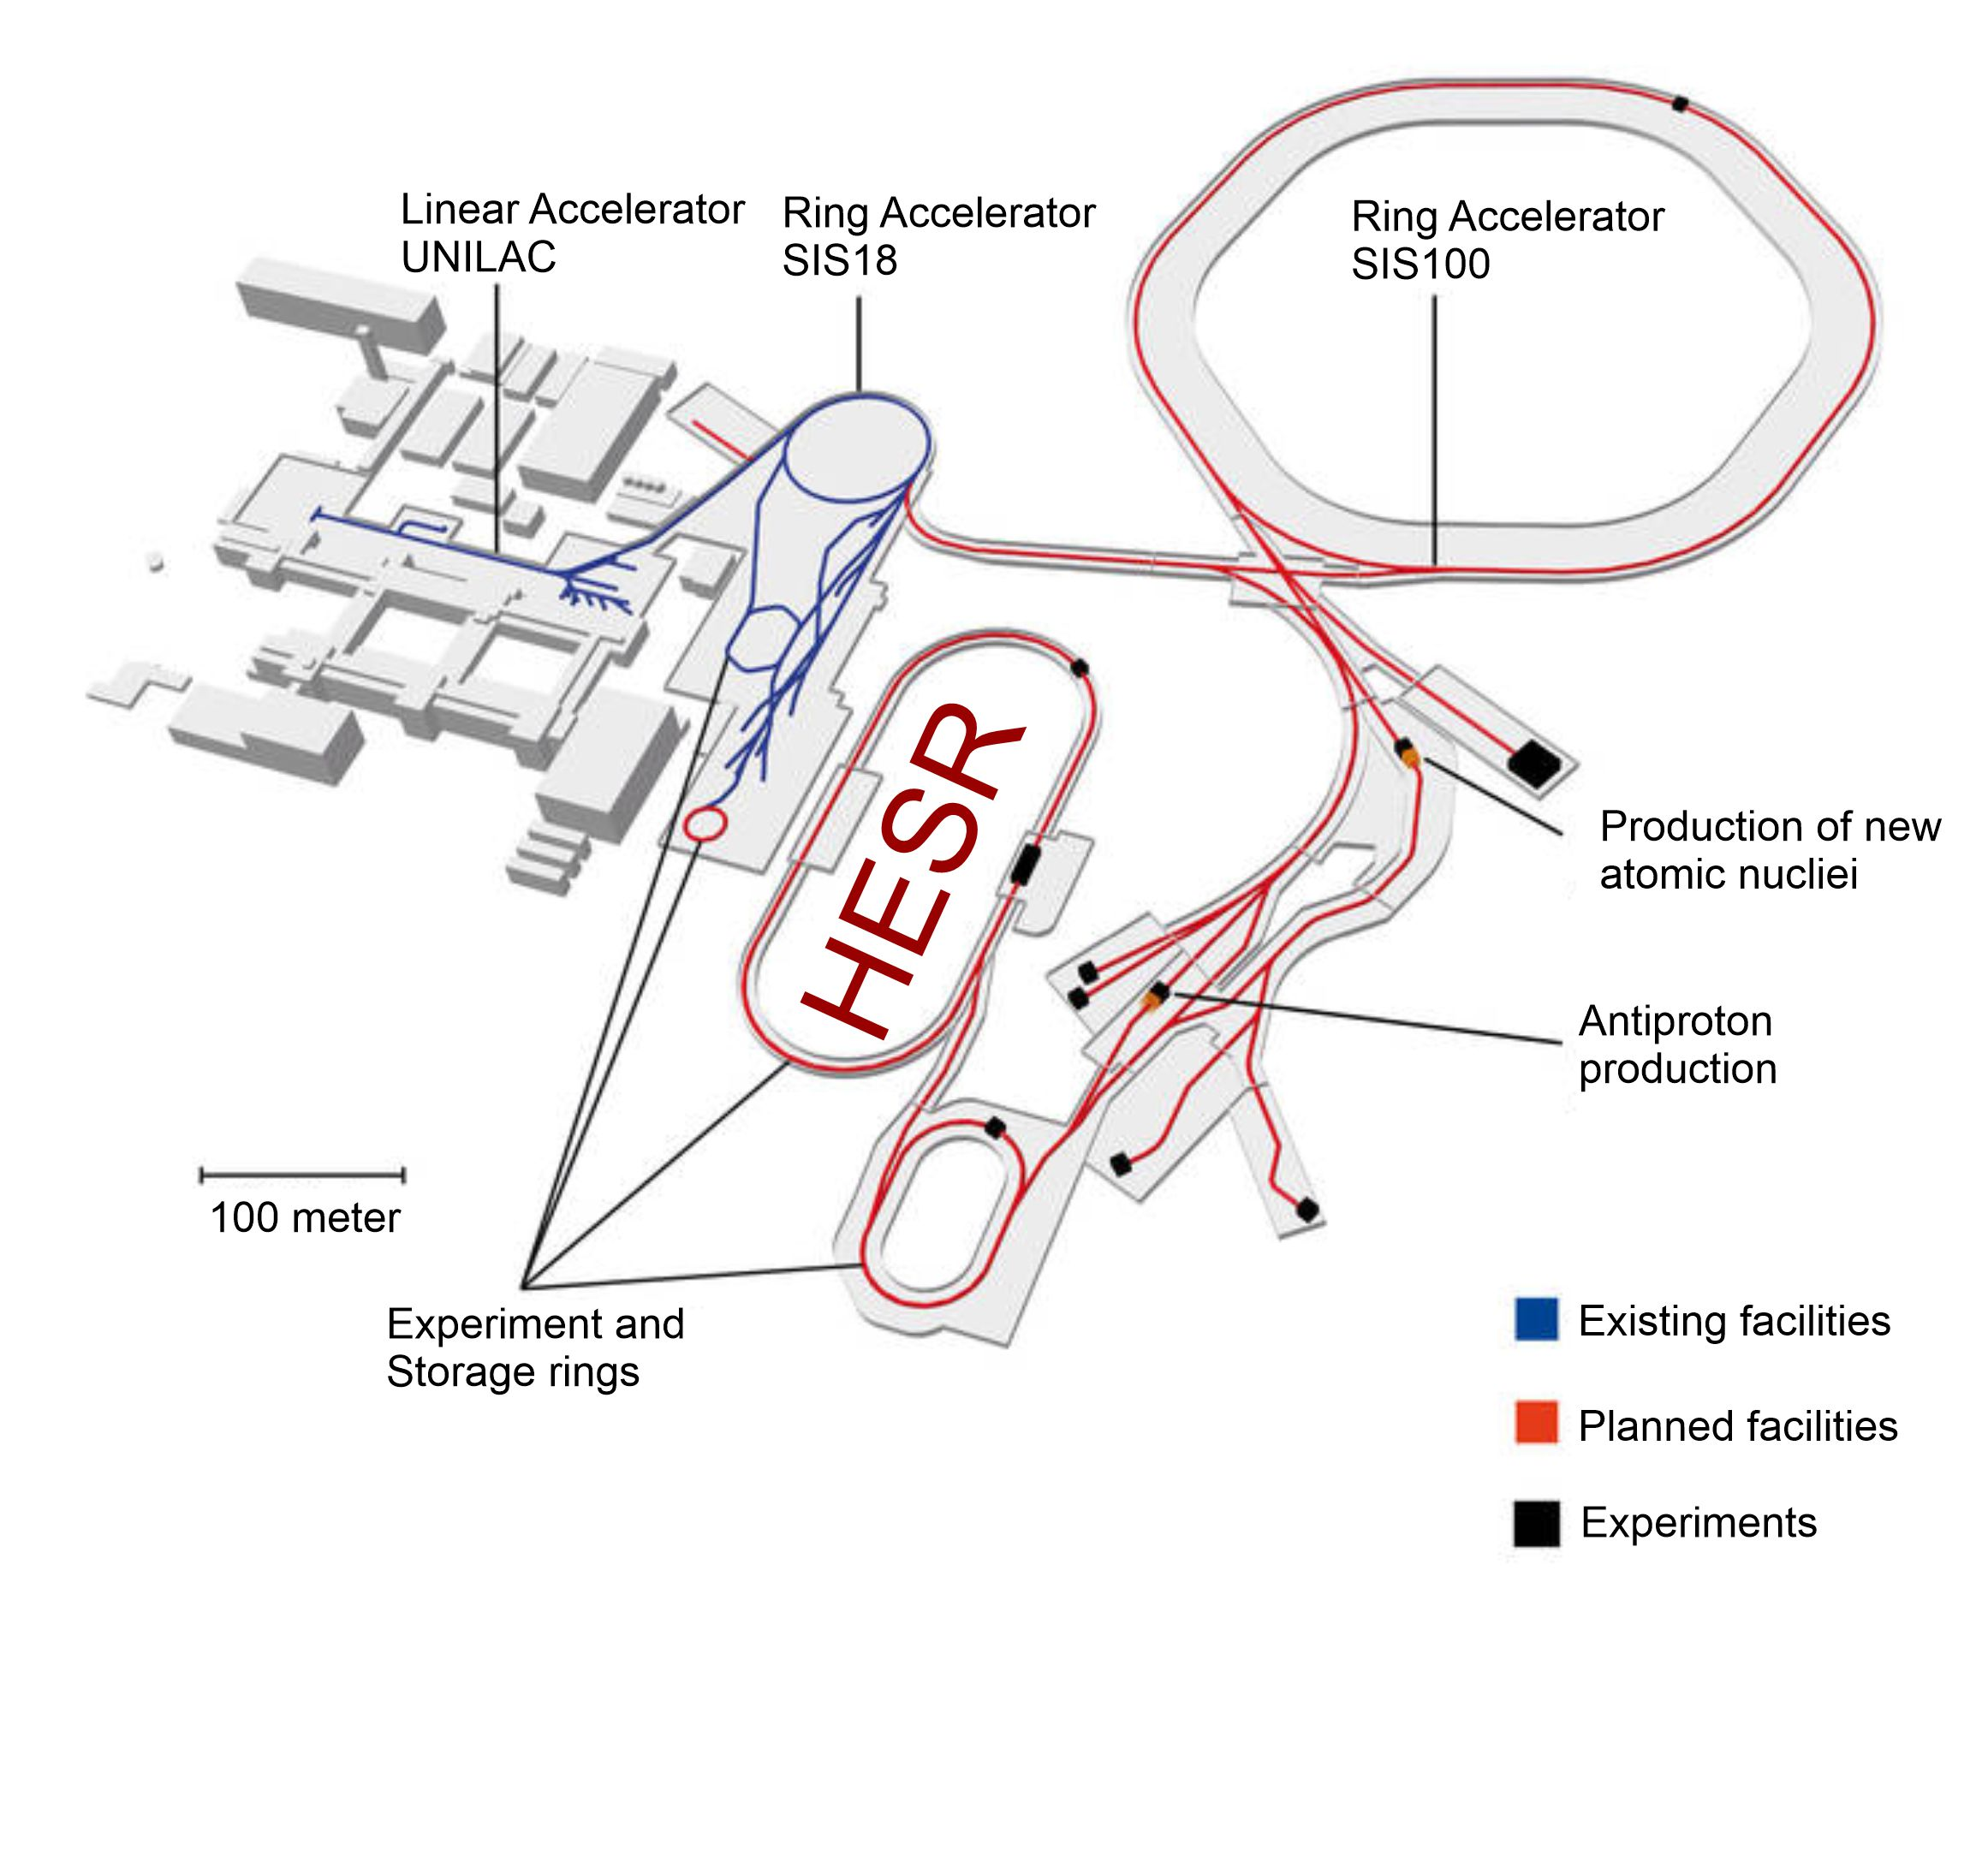 Linear Accelerator
UNILAC
Ring Accelerator
SIS18
Ring Accelerator
SIS100
HESR
Production of new
atomic nucliei
Antiproton
production
100 meter
Experiment and
Storage rings
Existing facilities
Planned facilities
Experiments